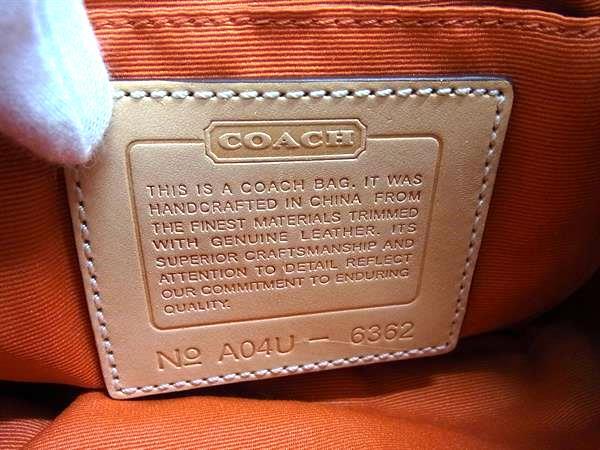 COACH
THIS IS A COACH BAG. IT WAS
HANDCRAFTED IN CHINA FROM
THE FINEST MATERIALS TRIMMED
WITH GENUINE LEATHER. ITS
SUPERIOR CRAFTSMANSHIP AND
ATTENTION TO DETAIL REFLECT
OUR COMMITMENT TO ENDURING
QUALITY.
No A04U - 6362